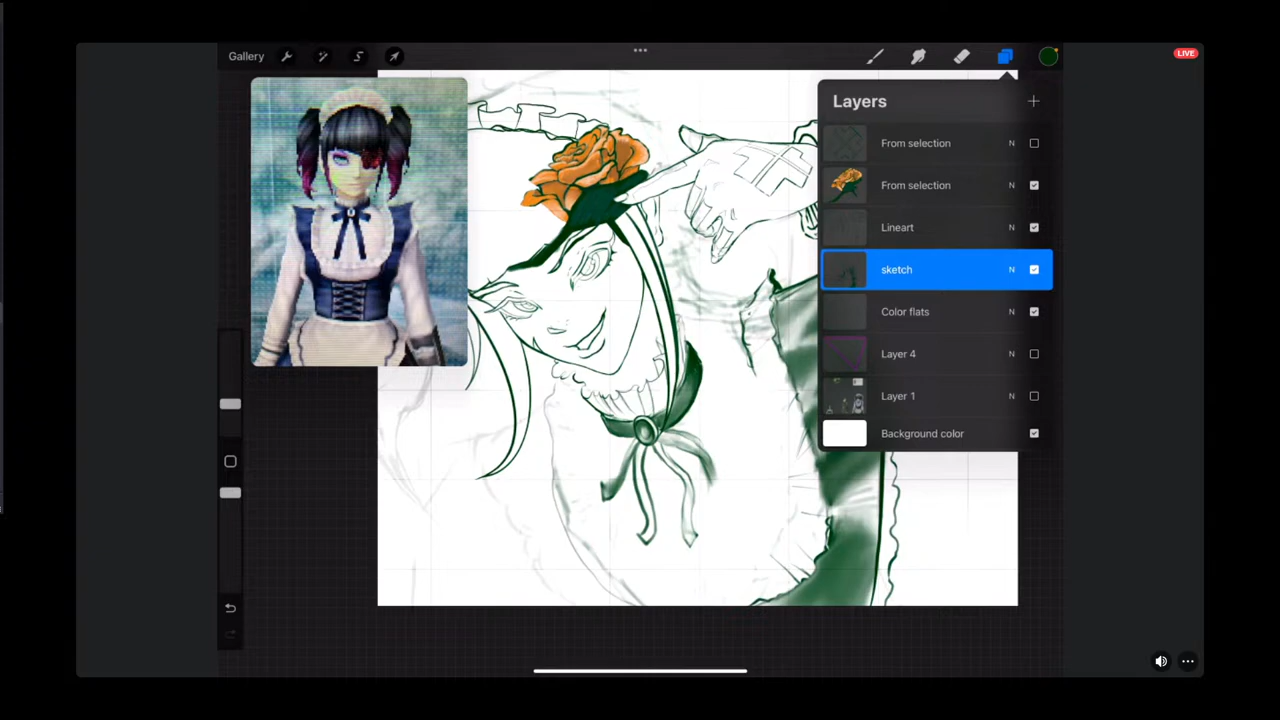 LIVE
Gallery
Layers
From selection N
From selection N
Lineart N
sketch N
Color flats N
Layer 4 N
Layer 1 N
Background color